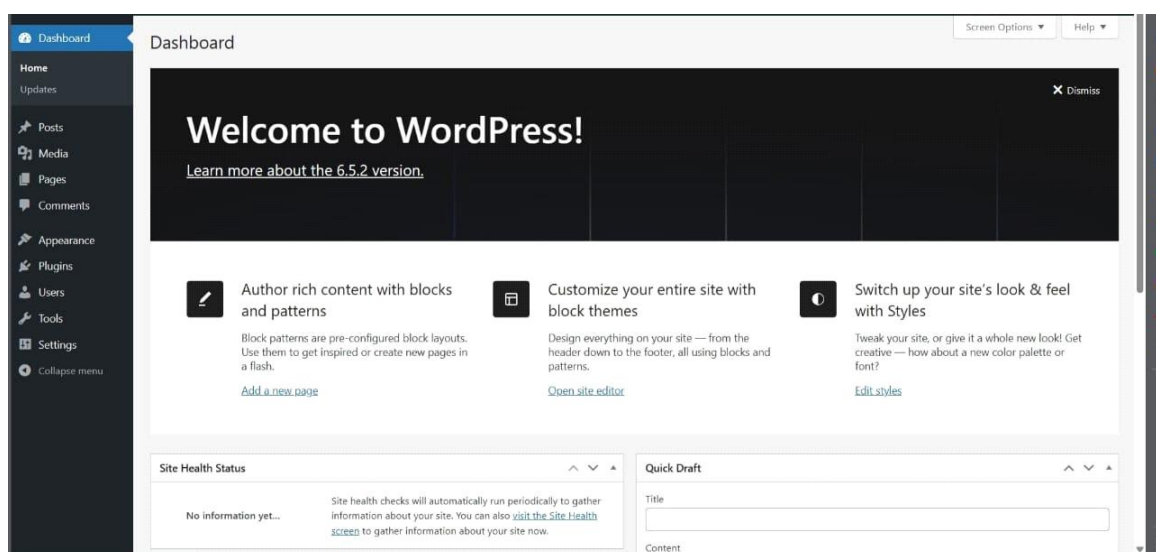 Dashboard
Home
Updates
Posts
Media
Pages
Comments
Appearance
Plugins
Users
Tools
Settings
Collapse menu
Screen Options
Help
Dashboard
Dismiss
Welcome to WordPress!
Learn more about the 6.5.2 version.
Author rich content with blocks
and patterns
Block patterns are pre-configured block layouts.
Use them to get inspired or create new pages in
a flash.
Add a new page
Customize your entire site with
block themes
Design everything on your site — from the
header down to the footer, all using blocks and
patterns.
Open site editor
Switch up your site's look & feel
with Styles
Tweak your site, or give it a whole new look! Get
creative — how about a new color palette or
font?
Edit styles
Site Health Status
No information yet...
Site health checks will automatically run periodically to gather
information about your site. You can also visit the Site Health
screen to gather information about your site now.
Quick Draft
Title
Content